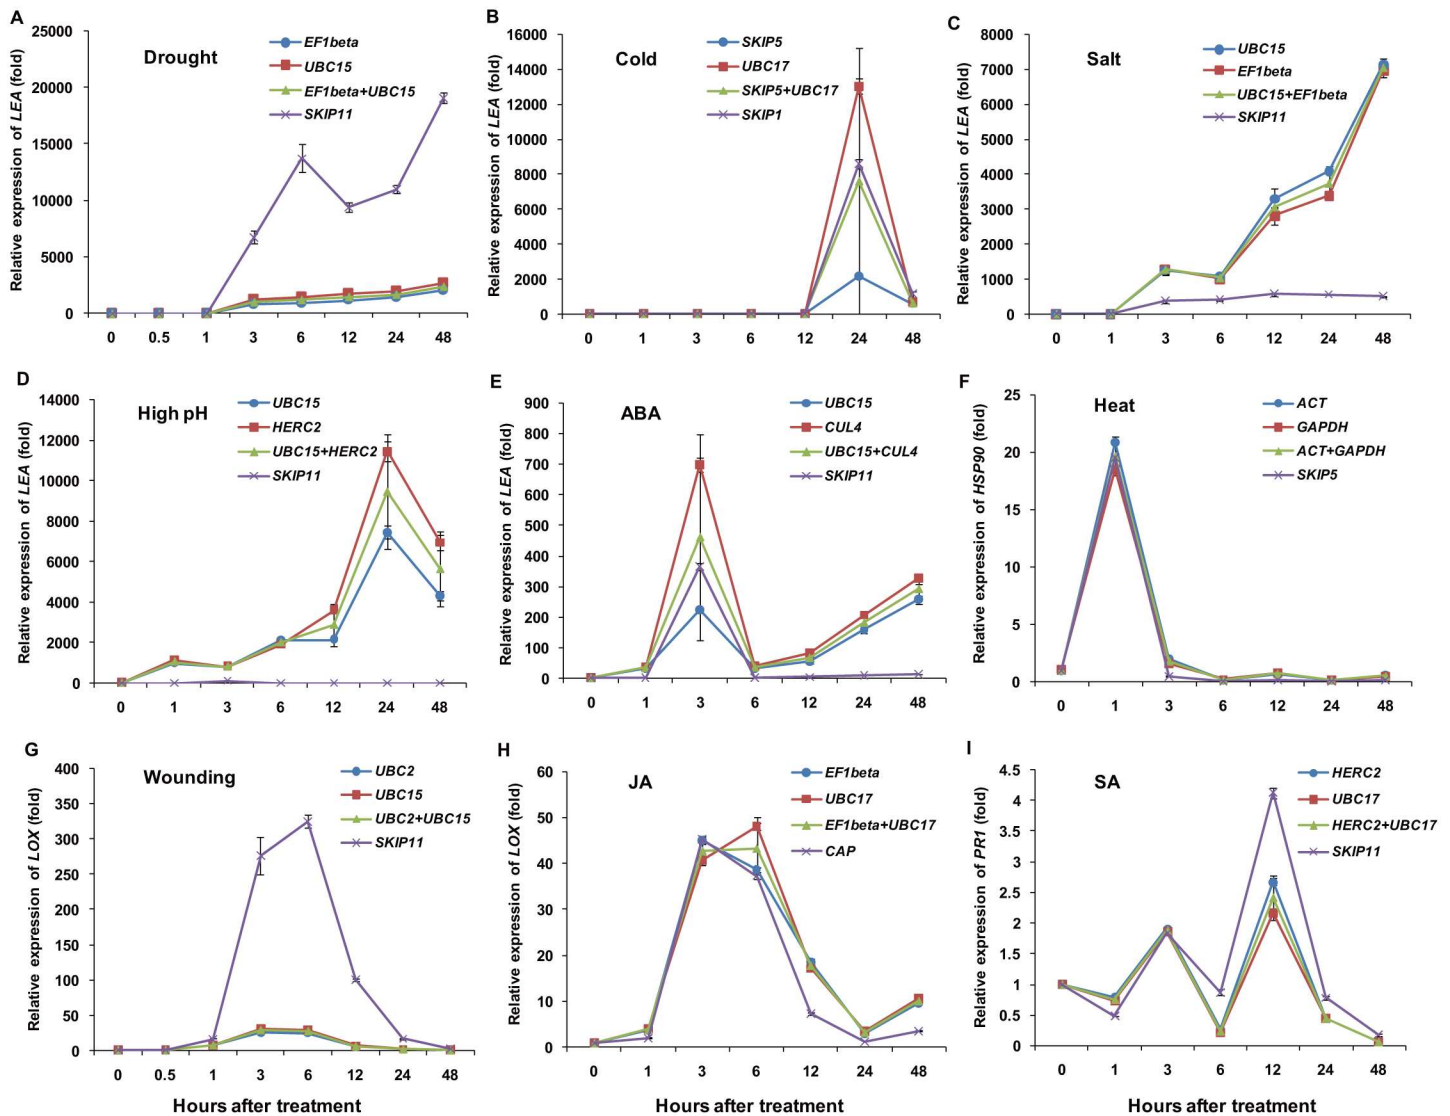 A
Drought
Relative expression of LEA (fold)
25000
20000
15000
10000
5000
0
EF1beta
UBC15
EF1beta+UBC15
SKIP11
0 0.5 1 3 6 12 24 48
B
Cold
Relative expression of LEA (fold)
16000
14000
12000
10000
8000
6000
4000
2000
0
SKIP5
UBC17
SKIP5+UBC17
SKIP1
0 1 3 6 12 24 48
C
Salt
Relative expression of LEA (fold)
8000
7000
6000
5000
4000
3000
2000
1000
0
UBC15
EF1beta
UBC15+EF1beta
SKIP11
0 1 3 6 12 24 48
D
High pH
Relative expression of LEA (fold)
14000
12000
10000
8000
6000
4000
2000
0
UBC15
HERC2
UBC15+HERC2
SKIP11
0 1 3 6 12 24 48
E
ABA
Relative expression of LEA (fold)
900
800
700
600
500
400
300
200
100
0
UBC15
CUL4
UBC15+CUL4
SKIP11
0 1 3 6 12 24 48
F
Heat
Relative expression of HSP90 (fold)
25
20
15
10
5
0
ACT
GAPDH
ACT+GAPDH
SKIP5
0 1 3 6 12 24 48
G
Wounding
Relative expression of LOX (fold)
400
350
300
250
200
150
100
50
0
UBC2
UBC15
UBC2+UBC15
SKIP11
0 0.5 1 3 6 12 24 48
Hours after treatment
H
JA
Relative expression of LOX (fold)
60
50
40
30
20
10
0
EF1beta
UBC17
EF1beta+UBC17
CAP
0 1 3 6 12 24 48
Hours after treatment
I
SA
Relative expression of PR1 (fold)
4.5
4
3.5
3
2.5
2
1.5
1
0.5
0
HERC2
UBC17
HERC2+UBC17
SKIP11
0 1 3 6 12 24 48
Hours after treatment